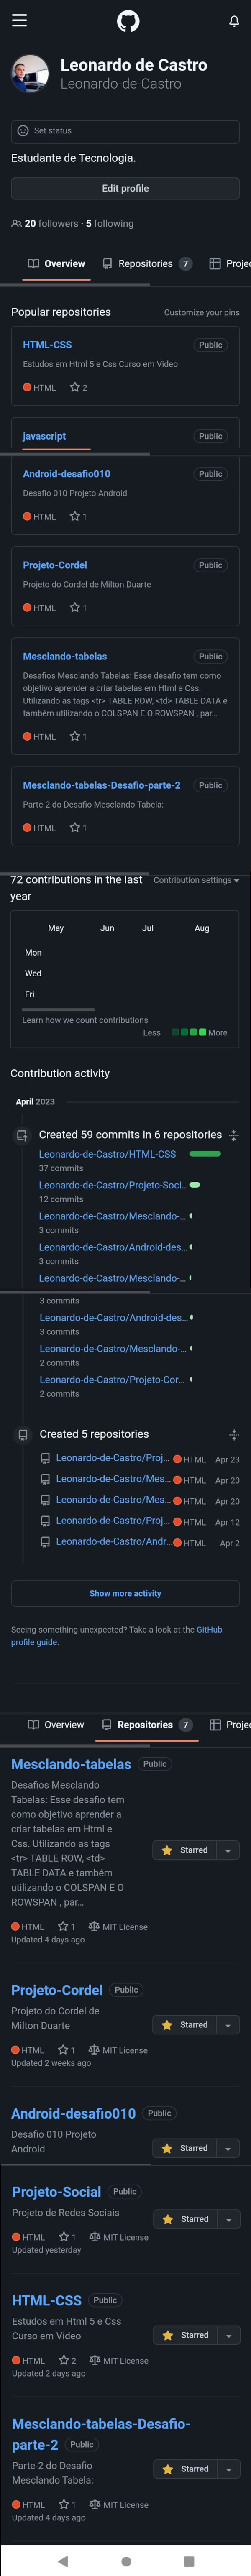 Leonardo de Castro
Leonardo-de-Castro
Set status
Estudante de Tecnologia.
Edit profile
20 followers · 5 following
Overview Repositories 7 Projec
Popular repositories Customize your pins
HTML-CSS Public
Estudos em Html 5 e Css Curso em Video
HTML 2
javascript Public
Android-desafio010 Public
Desafio 010 Projeto Android
HTML 1
Projeto-Cordel Public
Projeto do Cordel de Milton Duarte
HTML 1
Mesclando-tabelas Public
Desafios Mesclando Tabelas: Esse desafio tem como
objetivo aprender a criar tabelas em Html e Css.
Utilizando as tags <tr> TABLE ROW, <td> TABLE DATA e
também utilizando o COLSPAN E O ROWSPAN , par...
HTML 1
Mesclando-tabelas-Desafio-parte-2 Public
Parte-2 do Desafio Mesclando Tabela:
HTML 1
72 contributions in the last Contribution settings
year
May Jun Jul Aug
Mon
Wed
Fri
Learn how we count contributions
Less More
Contribution activity
April 2023
Created 59 commits in 6 repositories
Leonardo-de-Castro/HTML-CSS
37 commits
Leonardo-de-Castro/Projeto-Soci...
12 commits
Leonardo-de-Castro/Mesclando-...
3 commits
Leonardo-de-Castro/Android-des...
3 commits
Leonardo-de-Castro/Mesclando-...
3 commits
Leonardo-de-Castro/Android-des...
3 commits
Leonardo-de-Castro/Mesclando-...
2 commits
Leonardo-de-Castro/Projeto-Cor...
2 commits
Created 5 repositories
Leonardo-de-Castro/Proj... HTML Apr 23
Leonardo-de-Castro/Mes... HTML Apr 20
Leonardo-de-Castro/Mes... HTML Apr 20
Leonardo-de-Castro/Proj... HTML Apr 12
Leonardo-de-Castro/Andr... HTML Apr 2
Show more activity
Seeing something unexpected? Take a look at the GitHub
profile guide.
Overview Repositories 7 Projec
Mesclando-tabelas Public
Desafios Mesclando
Tabelas: Esse desafio tem
como objetivo aprender a
criar tabelas em Html e
Css. Utilizando as tags
<tr> TABLE ROW, <td>
TABLE DATA e também
utilizando o COLSPAN E O
ROWSPAN , par...
Starred
HTML 1 MIT License
Updated 4 days ago
Projeto-Cordel Public
Projeto do Cordel de
Milton Duarte
Starred
HTML 1 MIT License
Updated 2 weeks ago
Android-desafio010 Public
Desafio 010 Projeto
Android
Starred
Projeto-Social Public
Projeto de Redes Sociais
Starred
HTML 1 MIT License
Updated yesterday
HTML-CSS Public
Estudos em Html 5 e Css
Curso em Video
Starred
HTML 2 MIT License
Updated 2 days ago
Mesclando-tabelas-Desafio-
parte-2 Public
Parte-2 do Desafio
Mesclando Tabela:
Starred
HTML 1 MIT License
Updated 4 days ago